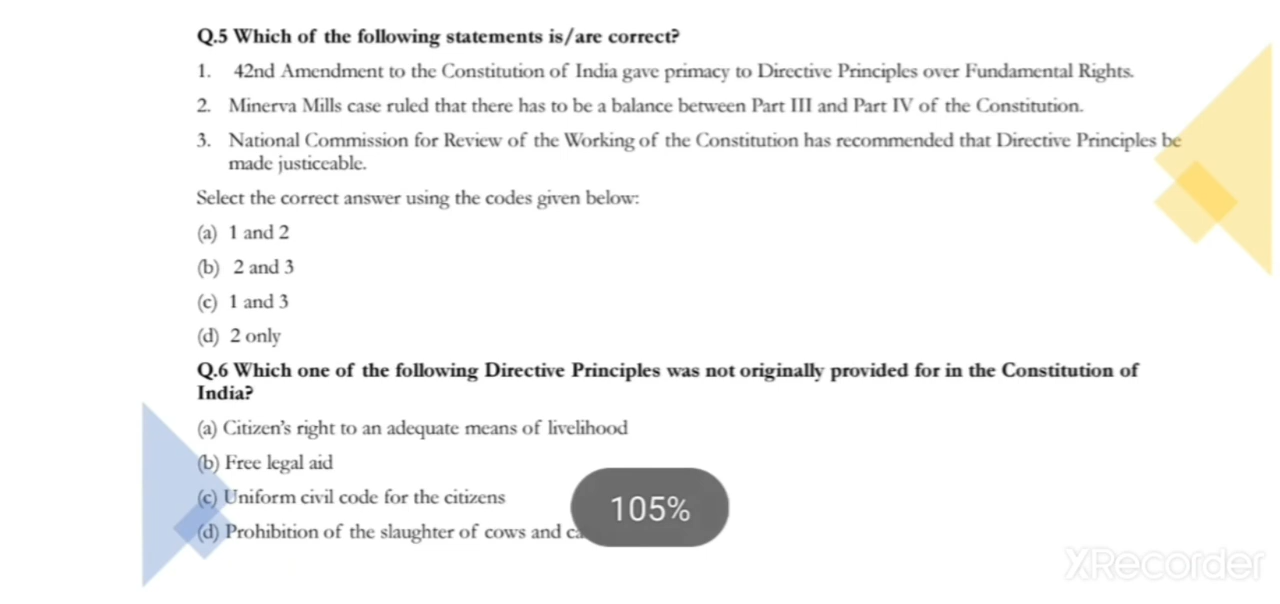 Q.5 Which of the following statements is/are correct?
1. 42nd Amendment to the Constitution of India gave primacy to Directive Principles over Fundamental Rights.
2. Minerva Mills case ruled that there has to be a balance between Part III and Part IV of the Constitution.
3. National Commission for Review of the Working of the Constitution has recommended that Directive Principles be
made justiceable.
Select the correct answer using the codes given below:
(a) 1 and 2
(b) 2 and 3
(c) 1 and 3
(d) 2 only
Q.6 Which one of the following Directive Principles was not originally provided for in the Constitution of
India?
(a) Citizen's right to an adequate means of livelihood
(b) Free legal aid
(c) Uniform civil code for the citizens
105%
(d) Prohibition of the slaughter of cows and
XRecorder